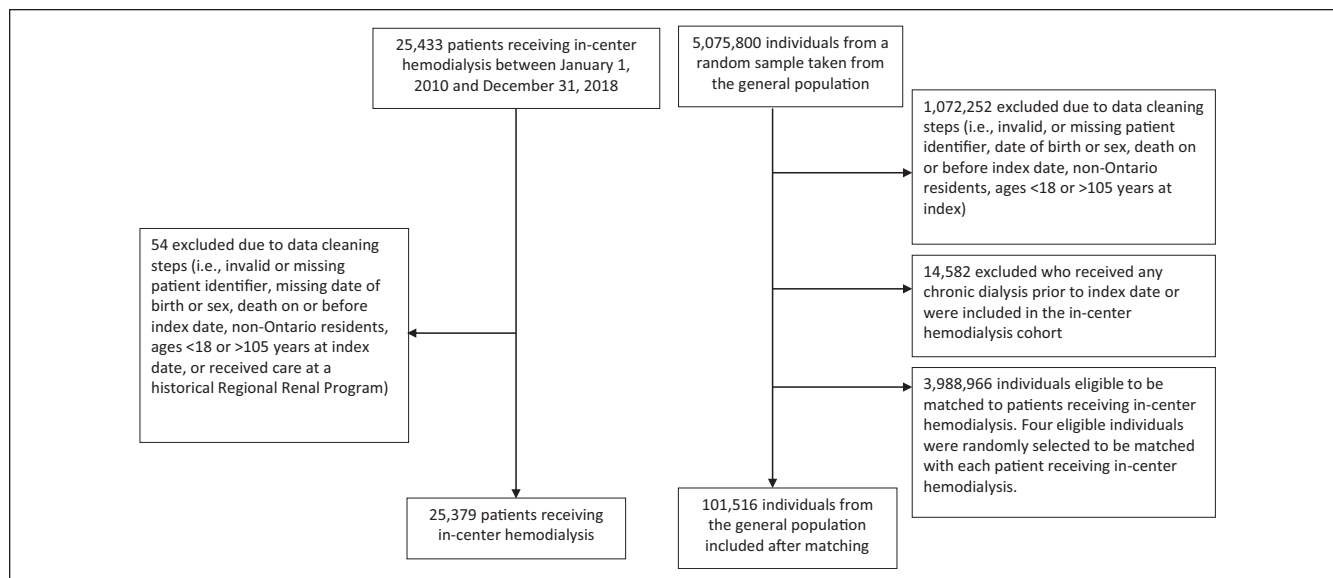 25,433 patients receiving in-center
hemodialysis between January 1,
2010 and December 31, 2018
5,075,800 individuals from a
random sample taken from
the general population
1,072,252 excluded due to data cleaning
steps (i.e., invalid, or missing patient
identifier, date of birth or sex, death on
or before index date, non-Ontario
residents, ages <18 or >105 years at
index)
54 excluded due to data cleaning
steps (i.e., invalid or missing
patient identifier, missing date of
birth or sex, death on or before
index date, non-Ontario residents,
ages <18 or >105 years at index
date, or received care at a
historical Regional Renal Program)
14,582 excluded who received any
chronic dialysis prior to index date or
were included in the in-center
hemodialysis cohort
3,988,966 individuals eligible to be
matched to patients receiving in-center
hemodialysis. Four eligible individuals
were randomly selected to be matched
with each patient receiving in-center
hemodialysis.
25,379 patients receiving
in-center hemodialysis
101,516 individuals from
the general population
included after matching